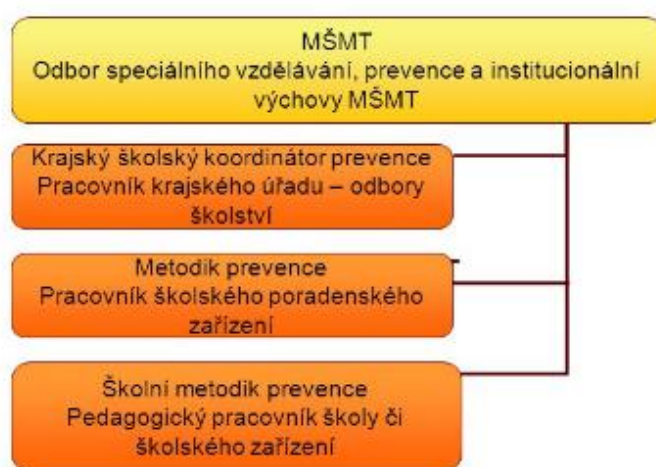 MŠMT
Odbor speciálního vzdělávání, prevence a institucionální
výchovy MŠMT
Krajský školský koordinátor prevence
Pracovník krajského úřadu – odbory
školství
Metodik prevence
Pracovník školského poradenského
zařízení
Školní metodik prevence
Pedagogický pracovník školy či
školského zařízení